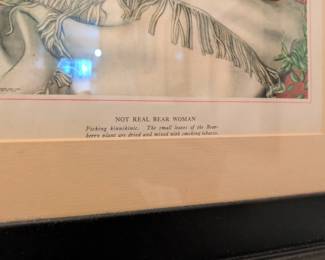 NOT REAL BEAR WOMAN
Picking kinnikinic. The small leaves of the Bear-
berry plant are dried and mixed with smoking tobacco.